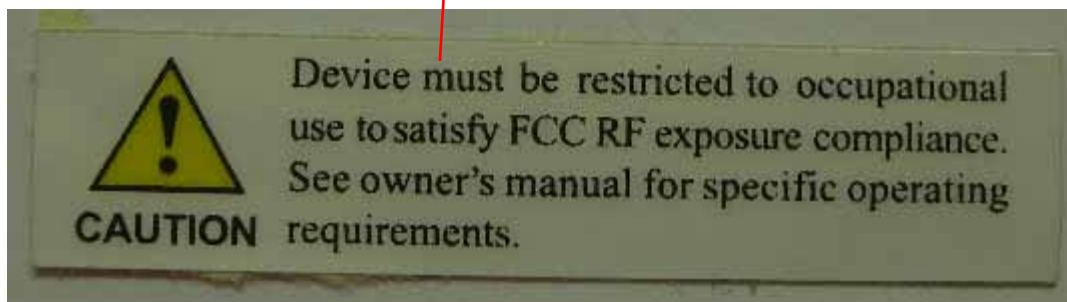 Device must be restricted to occupational
use to satisfy FCC RF exposure compliance.
See owner's manual for specific operating
requirements.
CAUTION